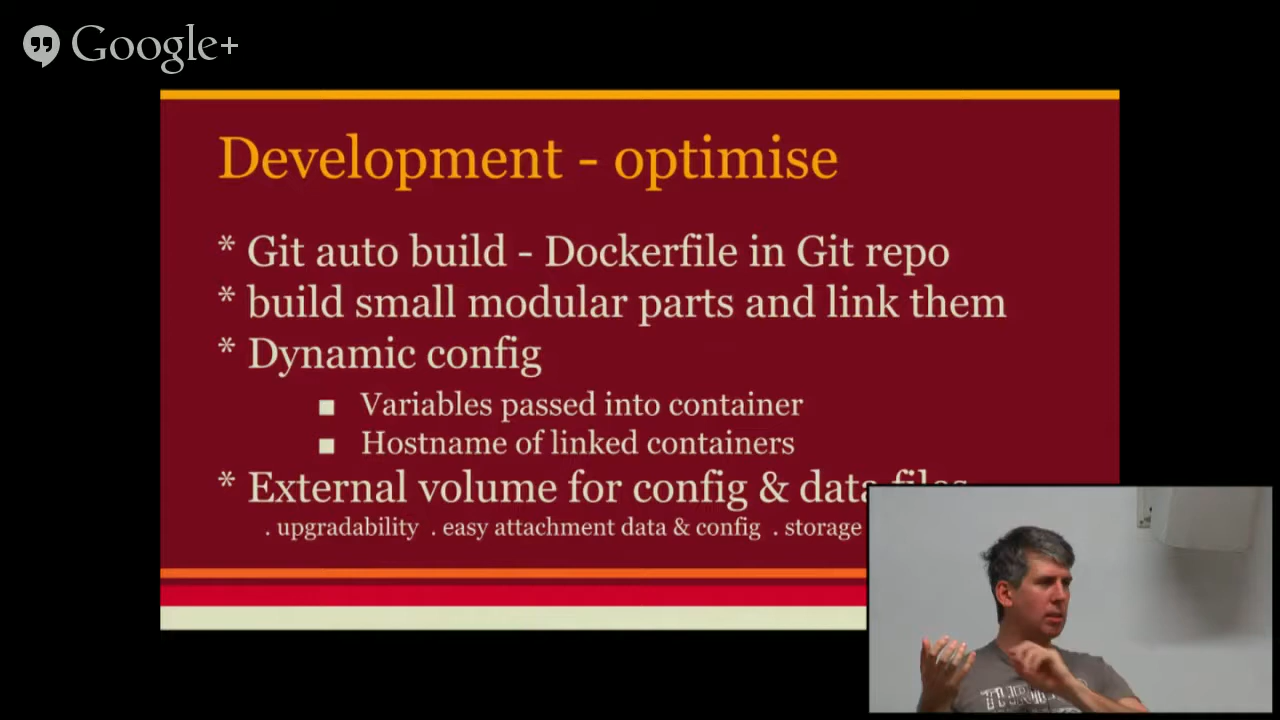 Google+
Development - optimise
* Git auto build - Dockerfile in Git repo
* build small modular parts and link them
* Dynamic config
■ Variables passed into container
■ Hostname of linked containers
* External volume for config & data files
. upgradability . easy attachment data & config . storage